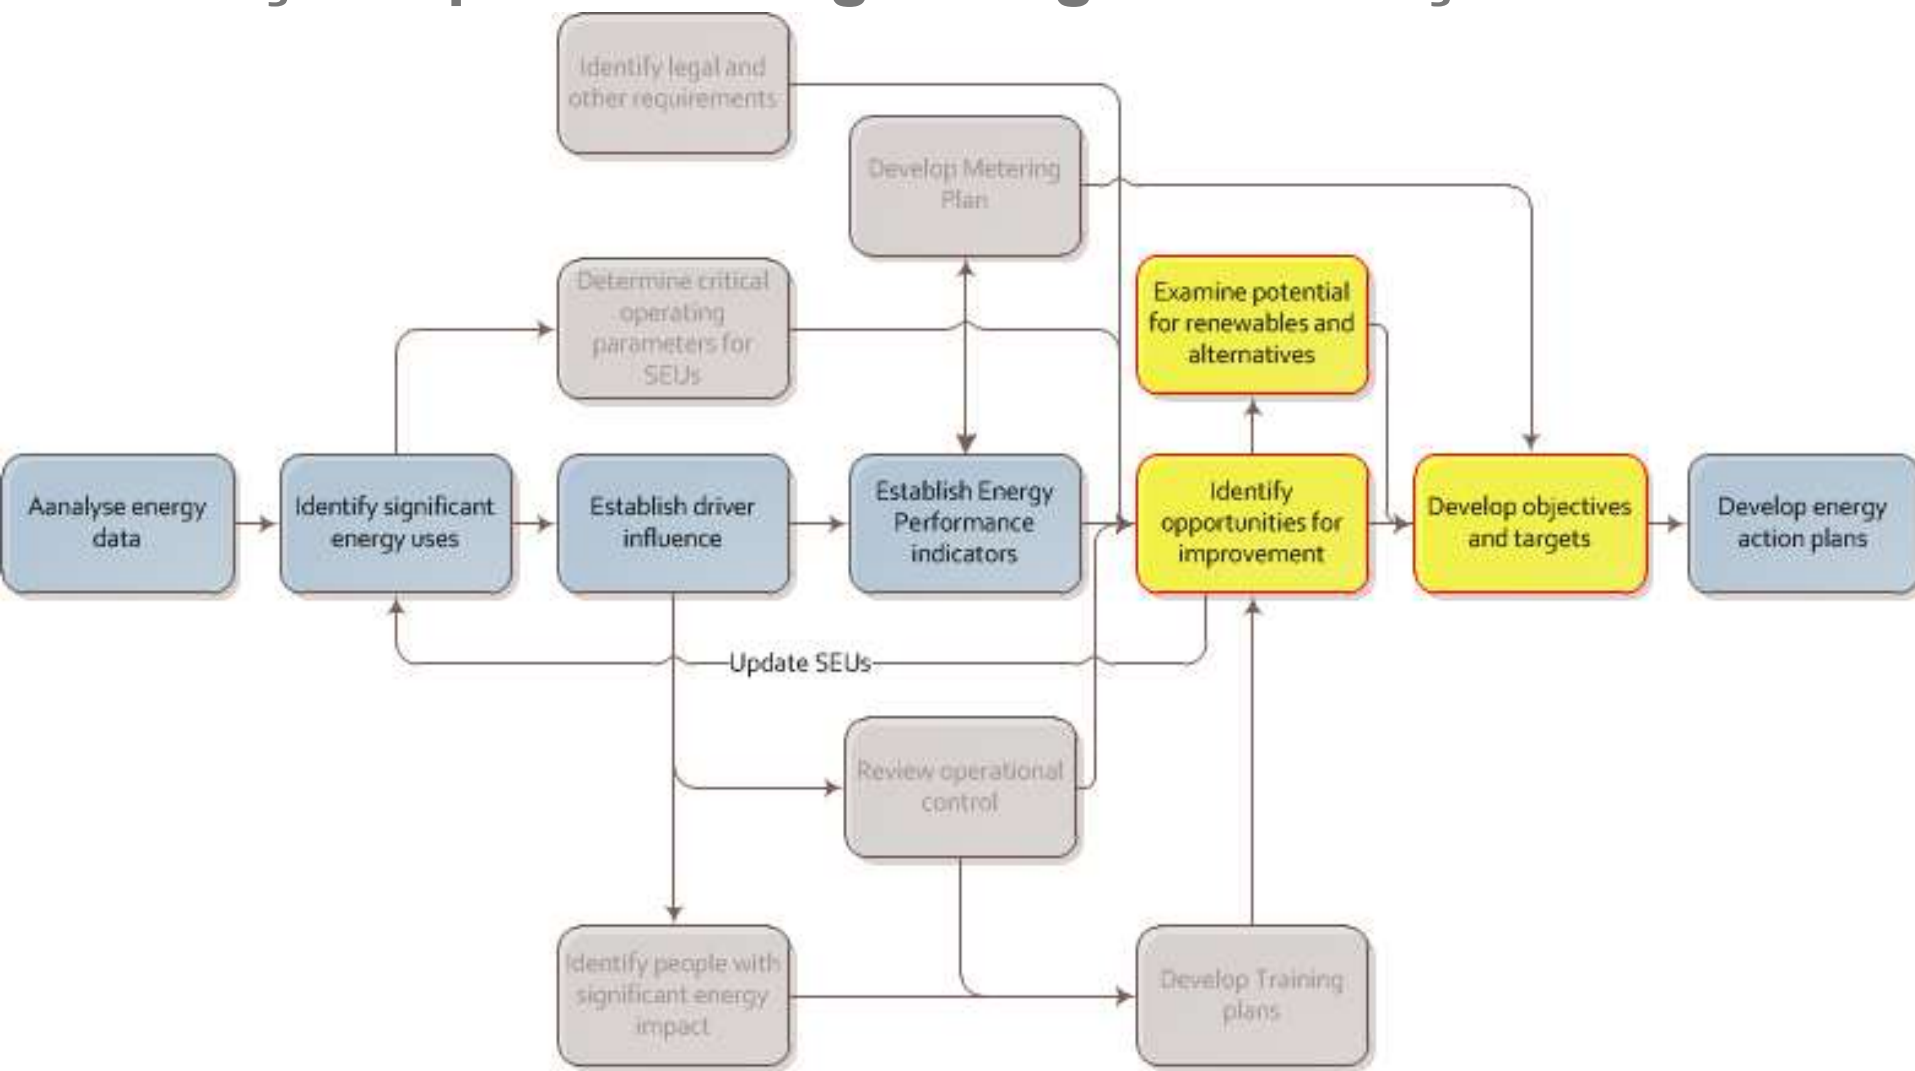 Identify legal and
other requirements
Develop Metering
Plan
Determine critical
operating
parameters for
SEUs
Examine potential
for renewables and
alternatives
Aanalyse energy
data
Identify significant
energy uses
Establish driver
influence
Establish Energy
Performance
indicators
Identify
opportunities for
improvement
Develop objectives
and targets
Develop energy
action plans
Update SEUs
Review operational
control
Identify people with
significant energy
impact
Develop Training
plans